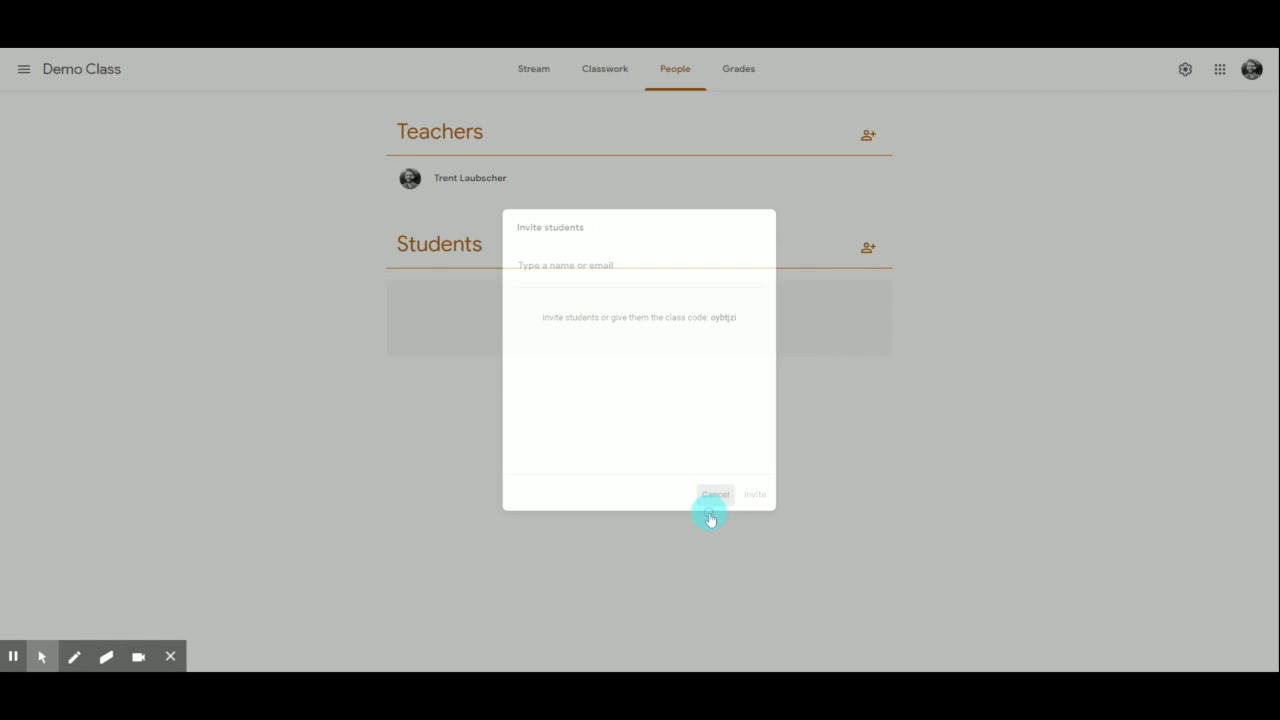 Demo Class
Stream Classwork People Grades
Teachers
Trent Laubscher
Students
Invite students
Type a name or email
Invite students or give them the class code: oybtjzi
Cancel Invite